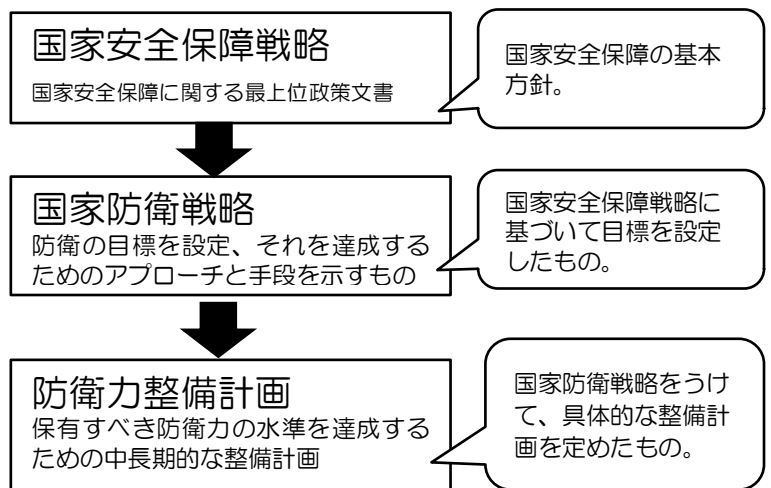 国家安全保障戦略
国家安全保障に関する最上位政策文書
国家安全保障の基本
方針。
国家防衛戦略
防衛の目標を設定、それを達成する
ためのアプローチと手段を示すもの
国家安全保障戦略に
基づいて目標を設定
したもの。
防衛力整備計画
保有すべき防衛力の水準を達成する
ための中長期的な整備計画
国家防衛戦略をうけ
て、具体的な整備計
画を定めたもの。